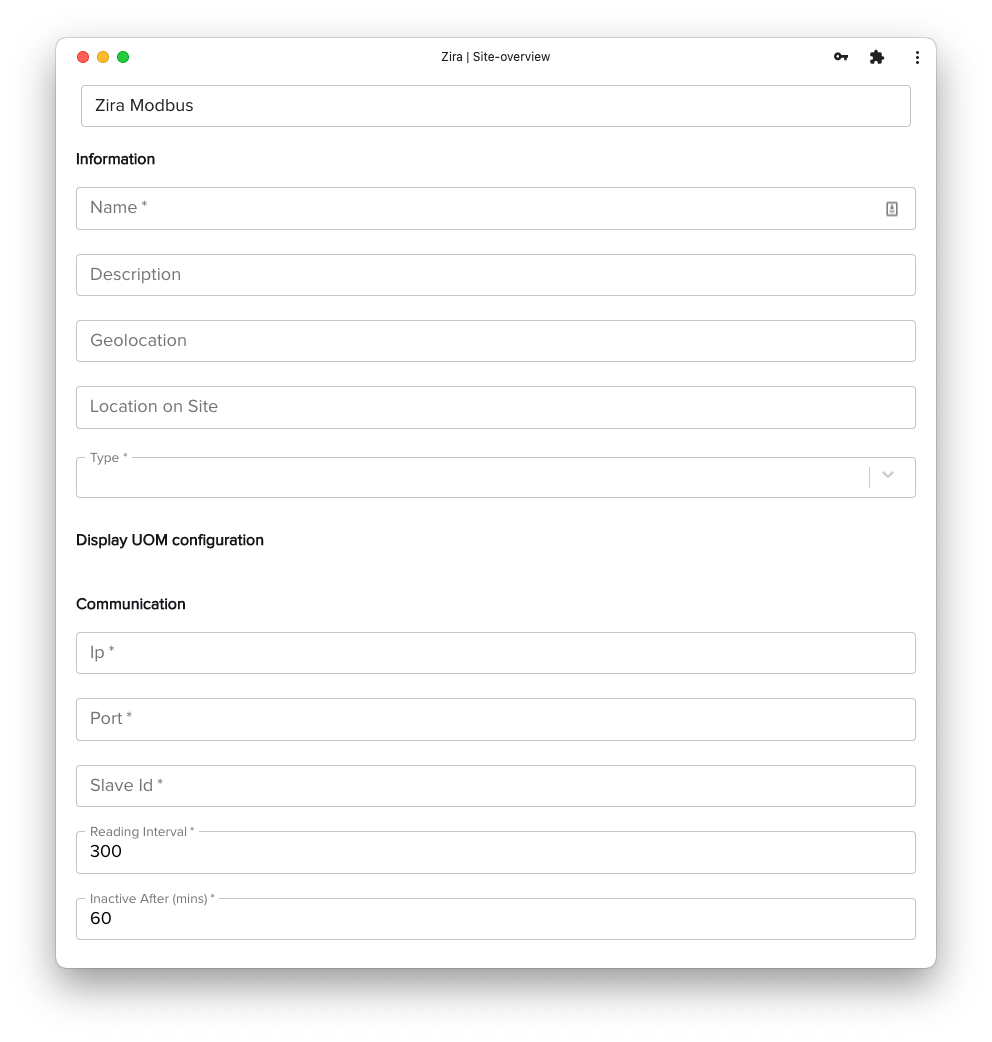 Zira | Site-overview
Zira Modbus
Information
Name *
Description
Geolocation
Location on Site
Type *
Display UOM configuration
Communication
Ip *
Port *
Slave Id *
Reading Interval *
300
Inactive After (mins) *
60